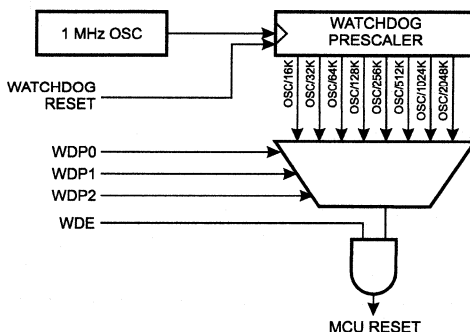 1 MHz OSC
WATCHDOG
PRESCALER
WATCHDOG
RESET
OSC/16K
OSC/32K
OSC/64K
OSC/128K
OSC/256K
OSC/512K
OSC/1024K
OSC/2048K
WDP0
WDP1
WDP2
WDE
MCU RESET